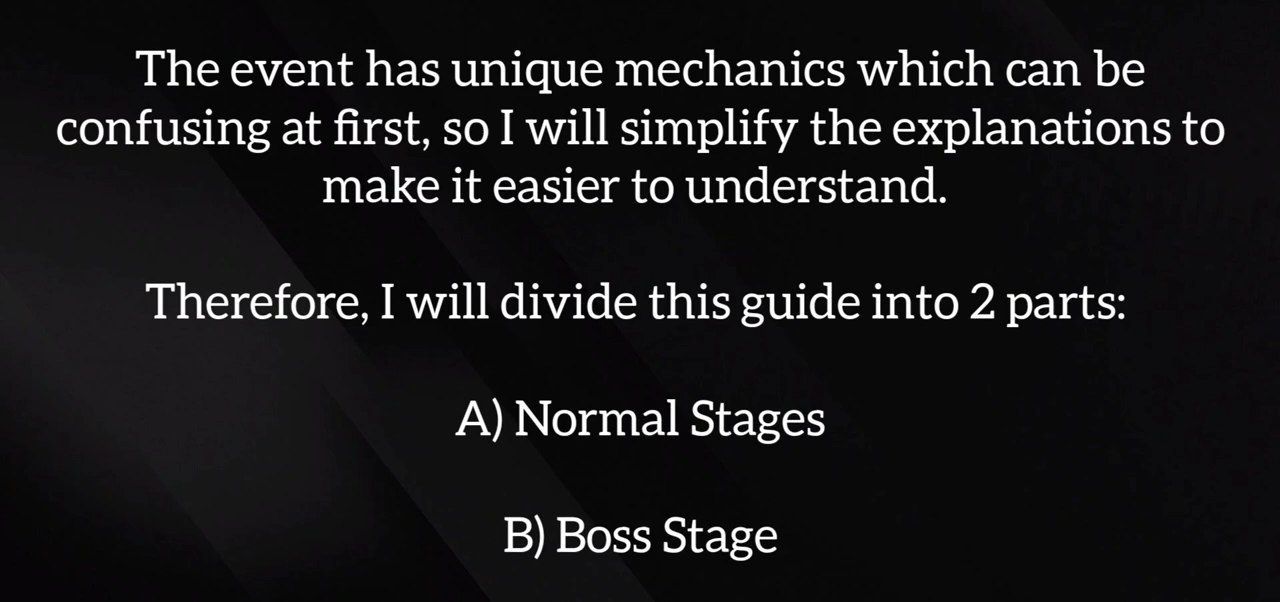 The event has unique mechanics which can be
confusing at first, so I will simplify the explanations to
make it easier to understand.
Therefore, I will divide this guide into 2 parts:
A) Normal Stages
B) Boss Stage